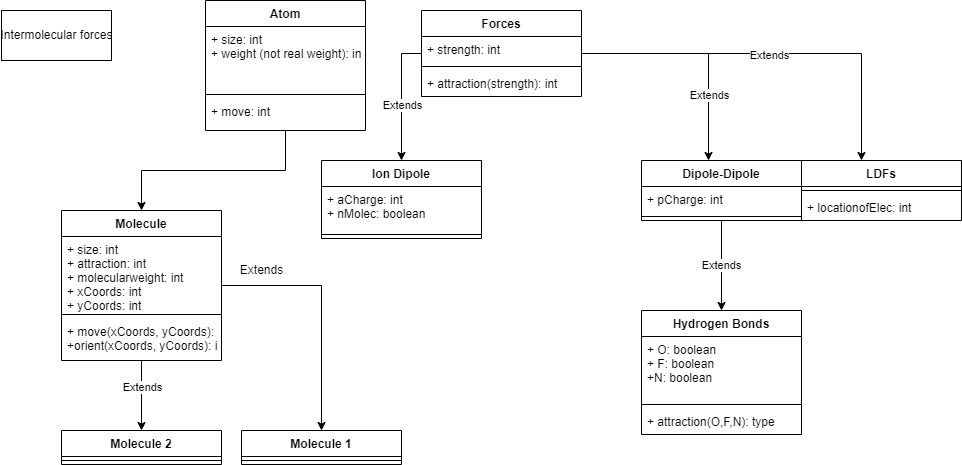 Intermolecular forces
Atom
+ size: int
+ weight (not real weight): in
+ move: int
Forces
+ strength: int
+ attraction(strength): int
Extends
Extends
Extends
Ion Dipole
+ aCharge: int
+ nMolec: boolean
Dipole-Dipole
+ pCharge: int
LDFs
+ locationofElec: int
Molecule
+ size: int
+ attraction: int
+ molecularweight: int
+ xCoords: int
+ yCoords: int
+ move(xCoords, yCoords):
+orient(xCoords, yCoords): i
Extends
Extends
Extends
Hydrogen Bonds
+ O: boolean
+ F: boolean
+N: boolean
+ attraction(O,F,N): type
Molecule 2
Molecule 1